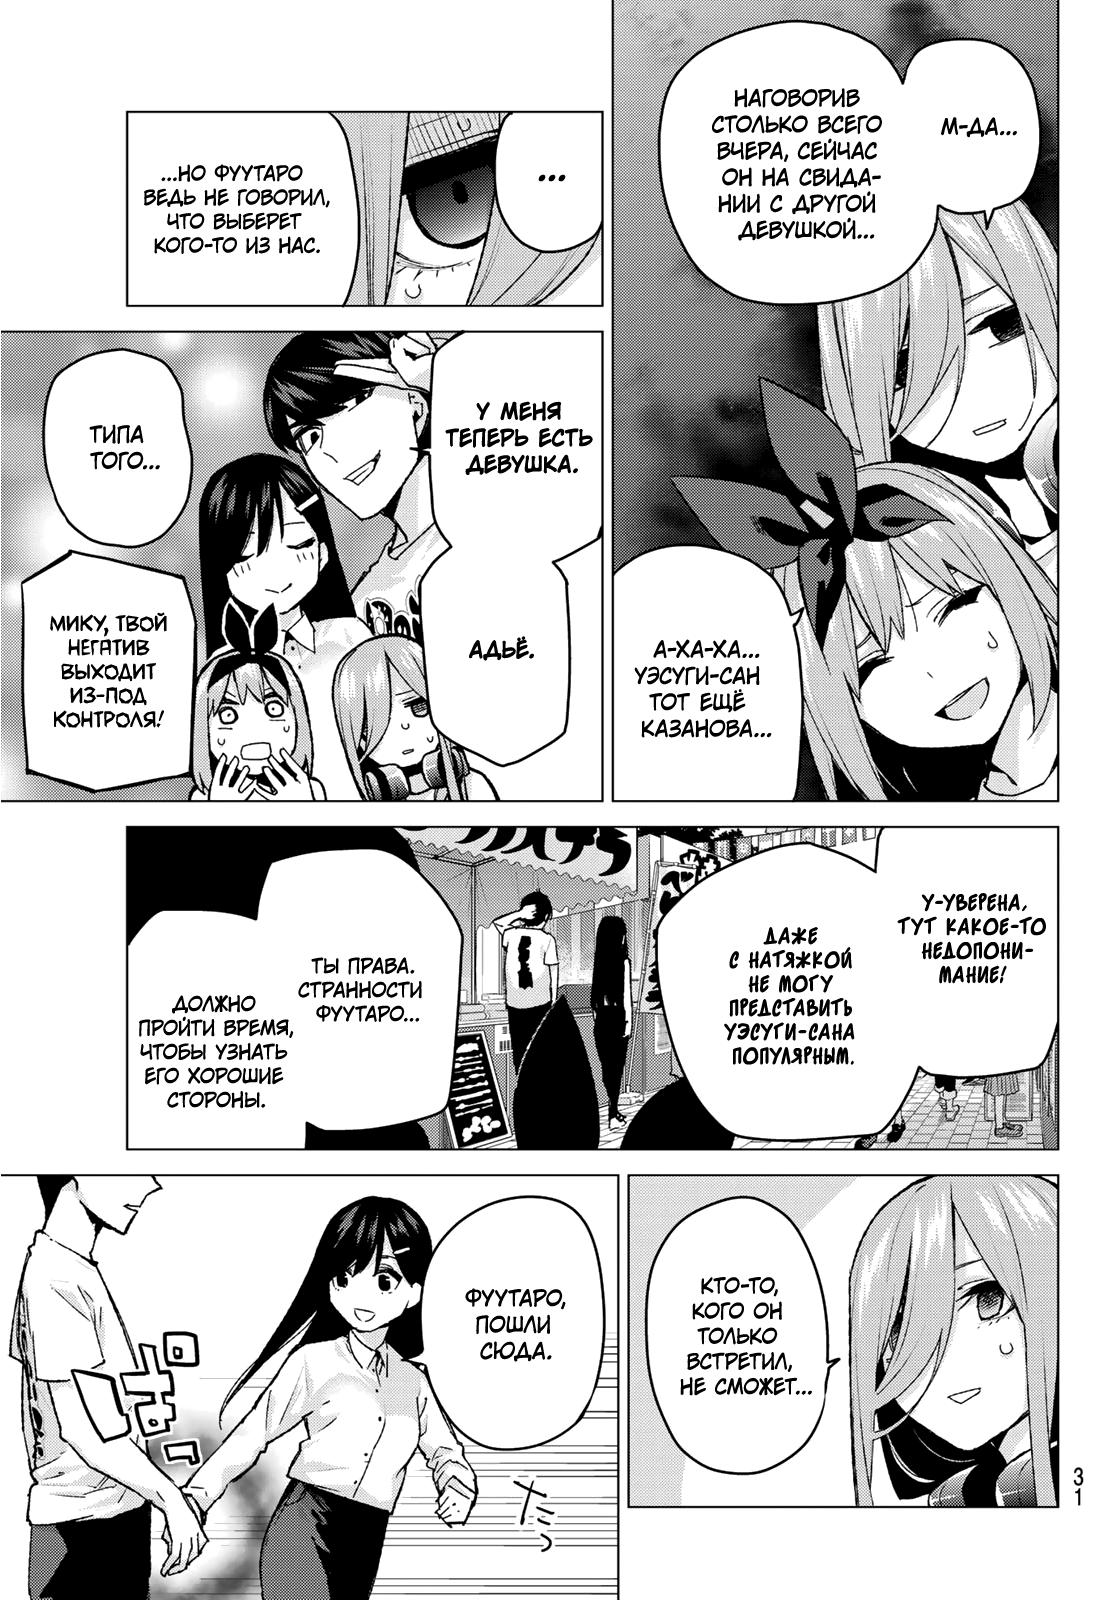 М-ДА...
НАГОВОРИВ
СТОЛЬКО ВСЕГО
ВЧЕРА, СЕЙЧАС
ОН НА СВИДА-
НИИ С ДРУГОЙ
ДЕВУШКОЙ...
А-ХА-ХА...
УЭСУГИ-САН
ТОТ ЕЩЁ
КАЗАНОВА...
...
...НО ФУУТАРО
ВЕДЬ НЕ ГОВОРИЛ,
ЧТО ВЫБЕРЕТ
КОГО-ТО ИЗ НАС.
У МЕНЯ
ТЕПЕРЬ ЕСТЬ
ДЕВУШКА.
АДЬЁ.
ТИПА
ТОГО...
МИКУ, ТВОЙ
НЕГАТИВ
ВЫХОДИТ
ИЗ-ПОД
КОНТРОЛЯ!
У-УВЕРЕНА,
ТУТ КАКОЕ-ТО
НЕДОПОНИ-
МАНИЕ!
ДАЖЕ
С НАТЯЖКОЙ
НЕ МОГУ
ПРЕДСТАВИТЬ
УЭСУГИ-САНА
ПОПУЛЯРНЫМ.
ТЫ ПРАВА.
СТРАННОСТИ
ФУУТАРО...
ДОЛЖНО
ПРОЙТИ ВРЕМЯ,
ЧТОБЫ УЗНАТЬ
ЕГО ХОРОШИЕ
СТОРОНЫ.
КТО-ТО,
КОГО ОН
ТОЛЬКО
ВСТРЕТИЛ,
НЕ СМОЖЕТ...
ФУУТАРО,
ПОШЛИ
СЮДА.
たっ
31